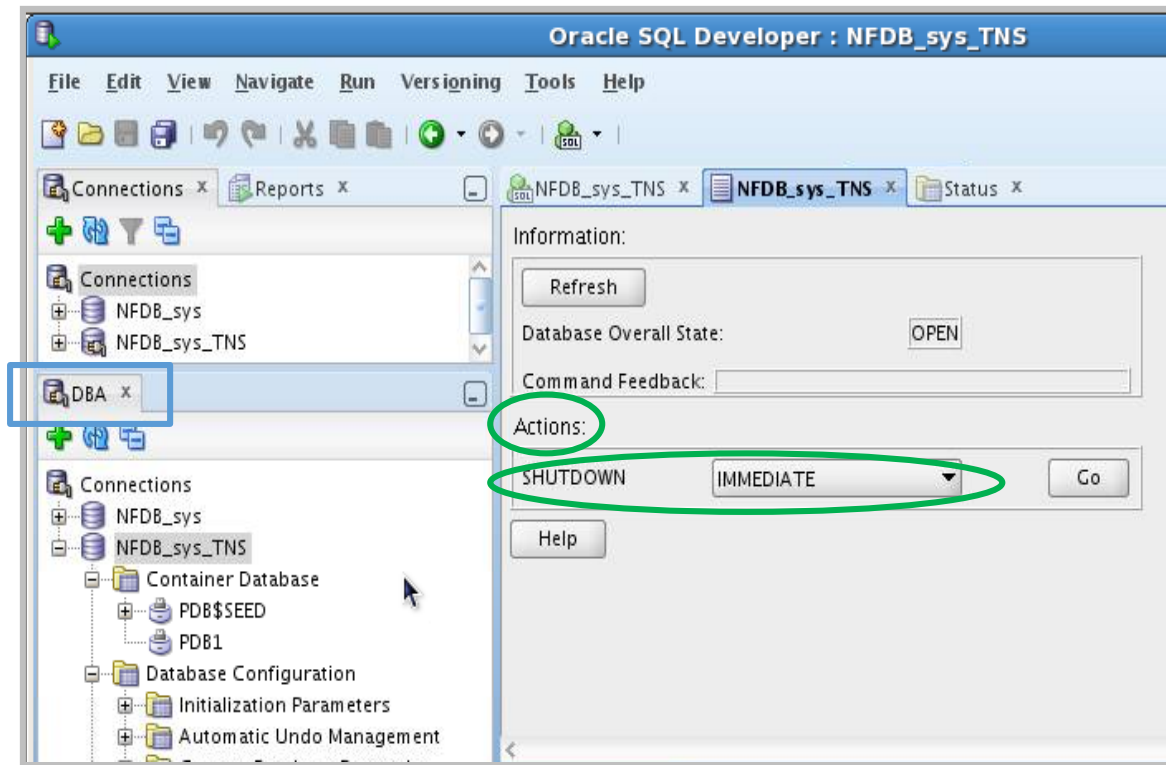 Oracle SQL Developer : NFDB_sys_TNS
File Edit View Navigate Run Versioning Tools Help
SQL
Connections x Reports x
Connections
NFDB_sys
NFDB_sys_TNS
DBA x
Connections
NFDB_sys
NFDB_sys_TNS
Container Database
PDB$SEED
PDB1
Database Configuration
Initialization Parameters
Automatic Undo Management
SQL NFDB_sys_TNS x NFDB_sys_TNS x Status x
Information:
Refresh
Database Overall State: OPEN
Command Feedback:
Actions:
SHUTDOWN IMMEDIATE Go
Help